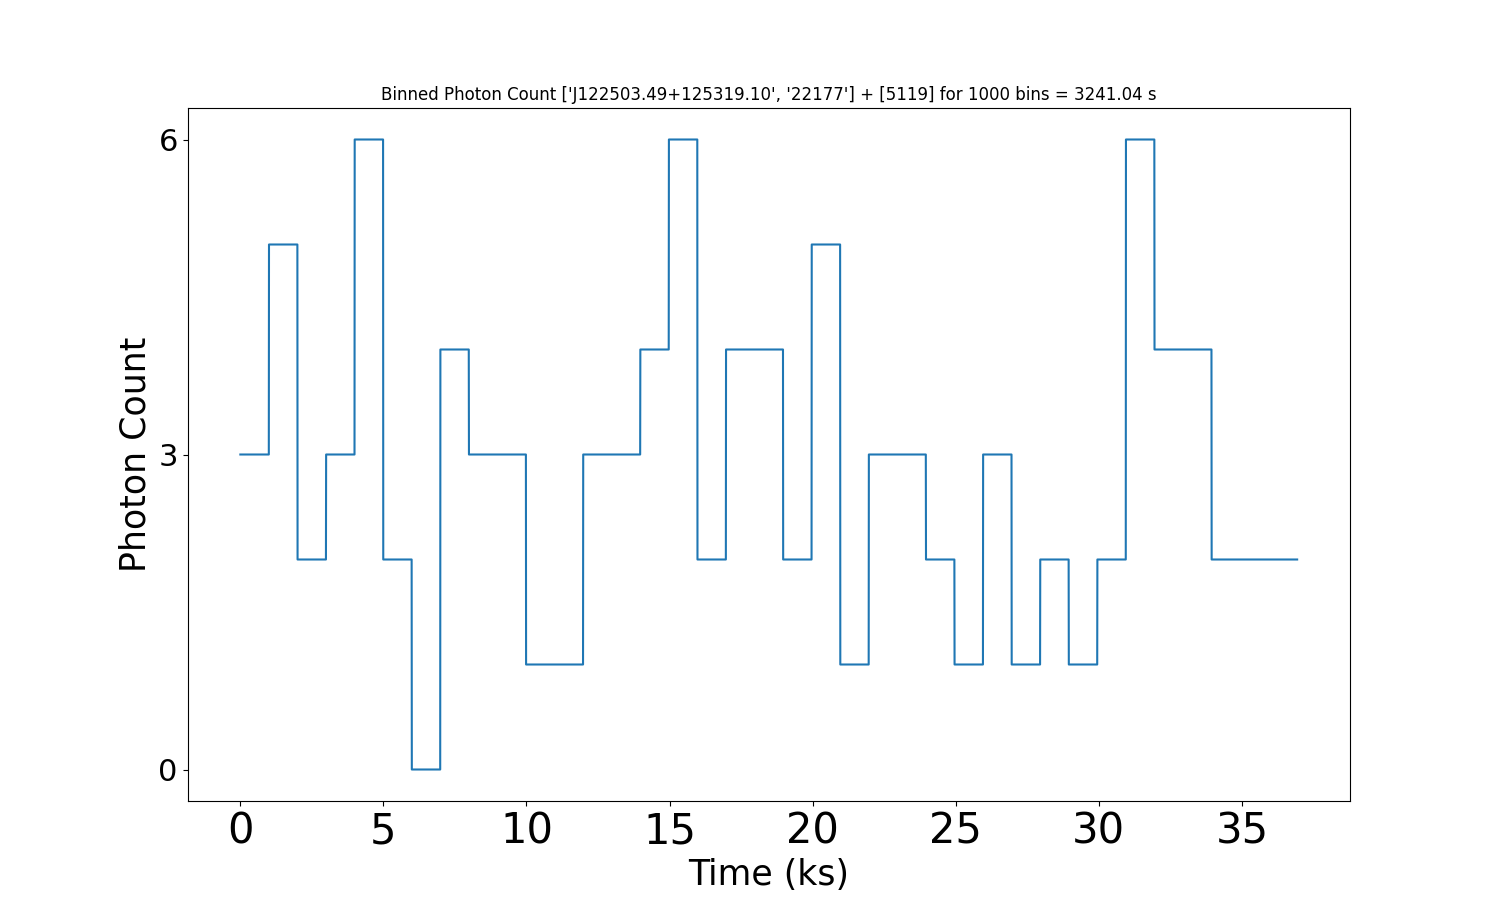 Binned Photon Count ['J122503.49+125319.10', '22177'] + [5119] for 1000 bins = 3241.04 s
Photon Count
6
3
0
0 5 10 15 20 25 30 35
Time (ks)